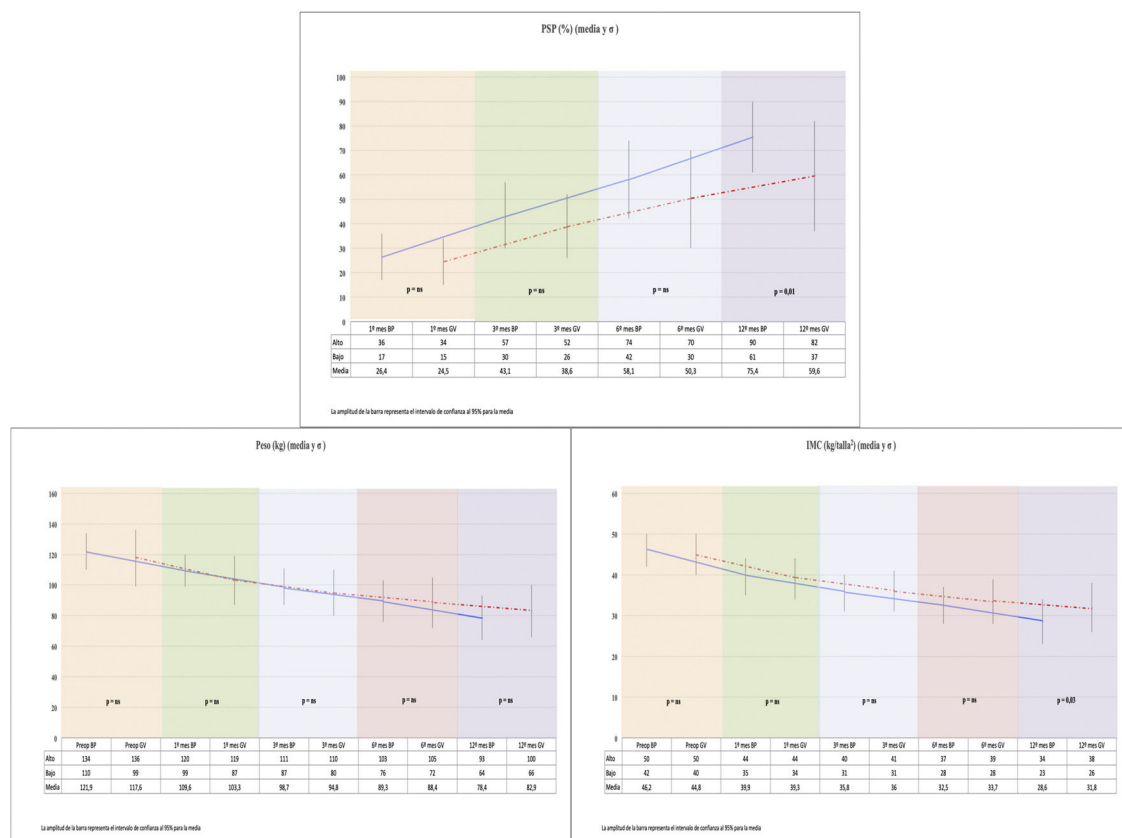 PSP (%) (media y σ )
100
90
80
70
60
50
40
30
20
10
0
p = ns p = ns p = ns p = 0,01
1º mes BP 1º mes GV 3º mes BP 3º mes GV 6º mes BP 6º mes GV 12º mes BP 12º mes GV
Alto 36 34 57 52 74 70 90 82
Bajo 17 15 30 26 42 30 61 37
Media 26,4 24,5 43,1 38,6 58,1 50,3 75,4 59,6
La amplitud de la barra representa el intervalo de confianza al 95% para la media
Peso (kg) (media y σ )
160
140
120
100
80
60
40
20
0
p = ns p = ns p = ns p = ns p = ns
Preop BP Preop GV 1º mes BP 1º mes GV 3º mes BP 3º mes GV 6º mes BP 6º mes GV 12º mes BP 12º mes GV
Alto 134 136 120 119 111 110 103 105 93 100
Bajo 110 99 99 87 87 80 76 72 64 66
Media 121,9 117,6 109,6 103,3 98,7 94,8 89,3 88,4 78,4 82,9
La amplitud de la barra representa el intervalo de confianza al 95% para la media
IMC (kg/talla²) (media y σ )
60
50
40
30
20
10
0
p = ns p = ns p = ns p = ns p = 0,03
Preop BP Preop GV 1º mes BP 1º mes GV 3º mes BP 3º mes GV 6º mes BP 6º mes GV 12º mes BP 12º mes GV
Alto 50 50 44 44 40 41 37 39 34 38
Bajo 42 40 35 34 31 31 28 28 23 26
Media 46,2 44,8 39,9 39,3 35,8 36 32,5 33,7 28,6 31,8
La amplitud de la barra representa el intervalo de confianza al 95% para la media